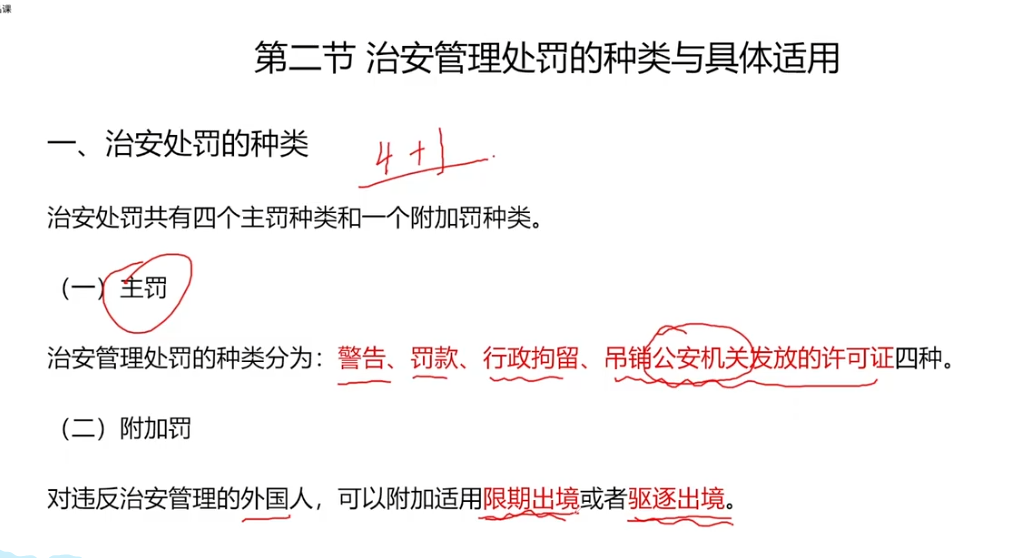 第二节 治安管理处罚的种类与具体适用
一、治安处罚的种类
4+1
治安处罚共有四个主罚种类和一个附加罚种类。
（一）主罚
治安管理处罚的种类分为：警告、罚款、行政拘留、吊销公安机关发放的许可证四种。
（二）附加罚
对违反治安管理的外国人，可以附加适用限期出境或者驱逐出境。